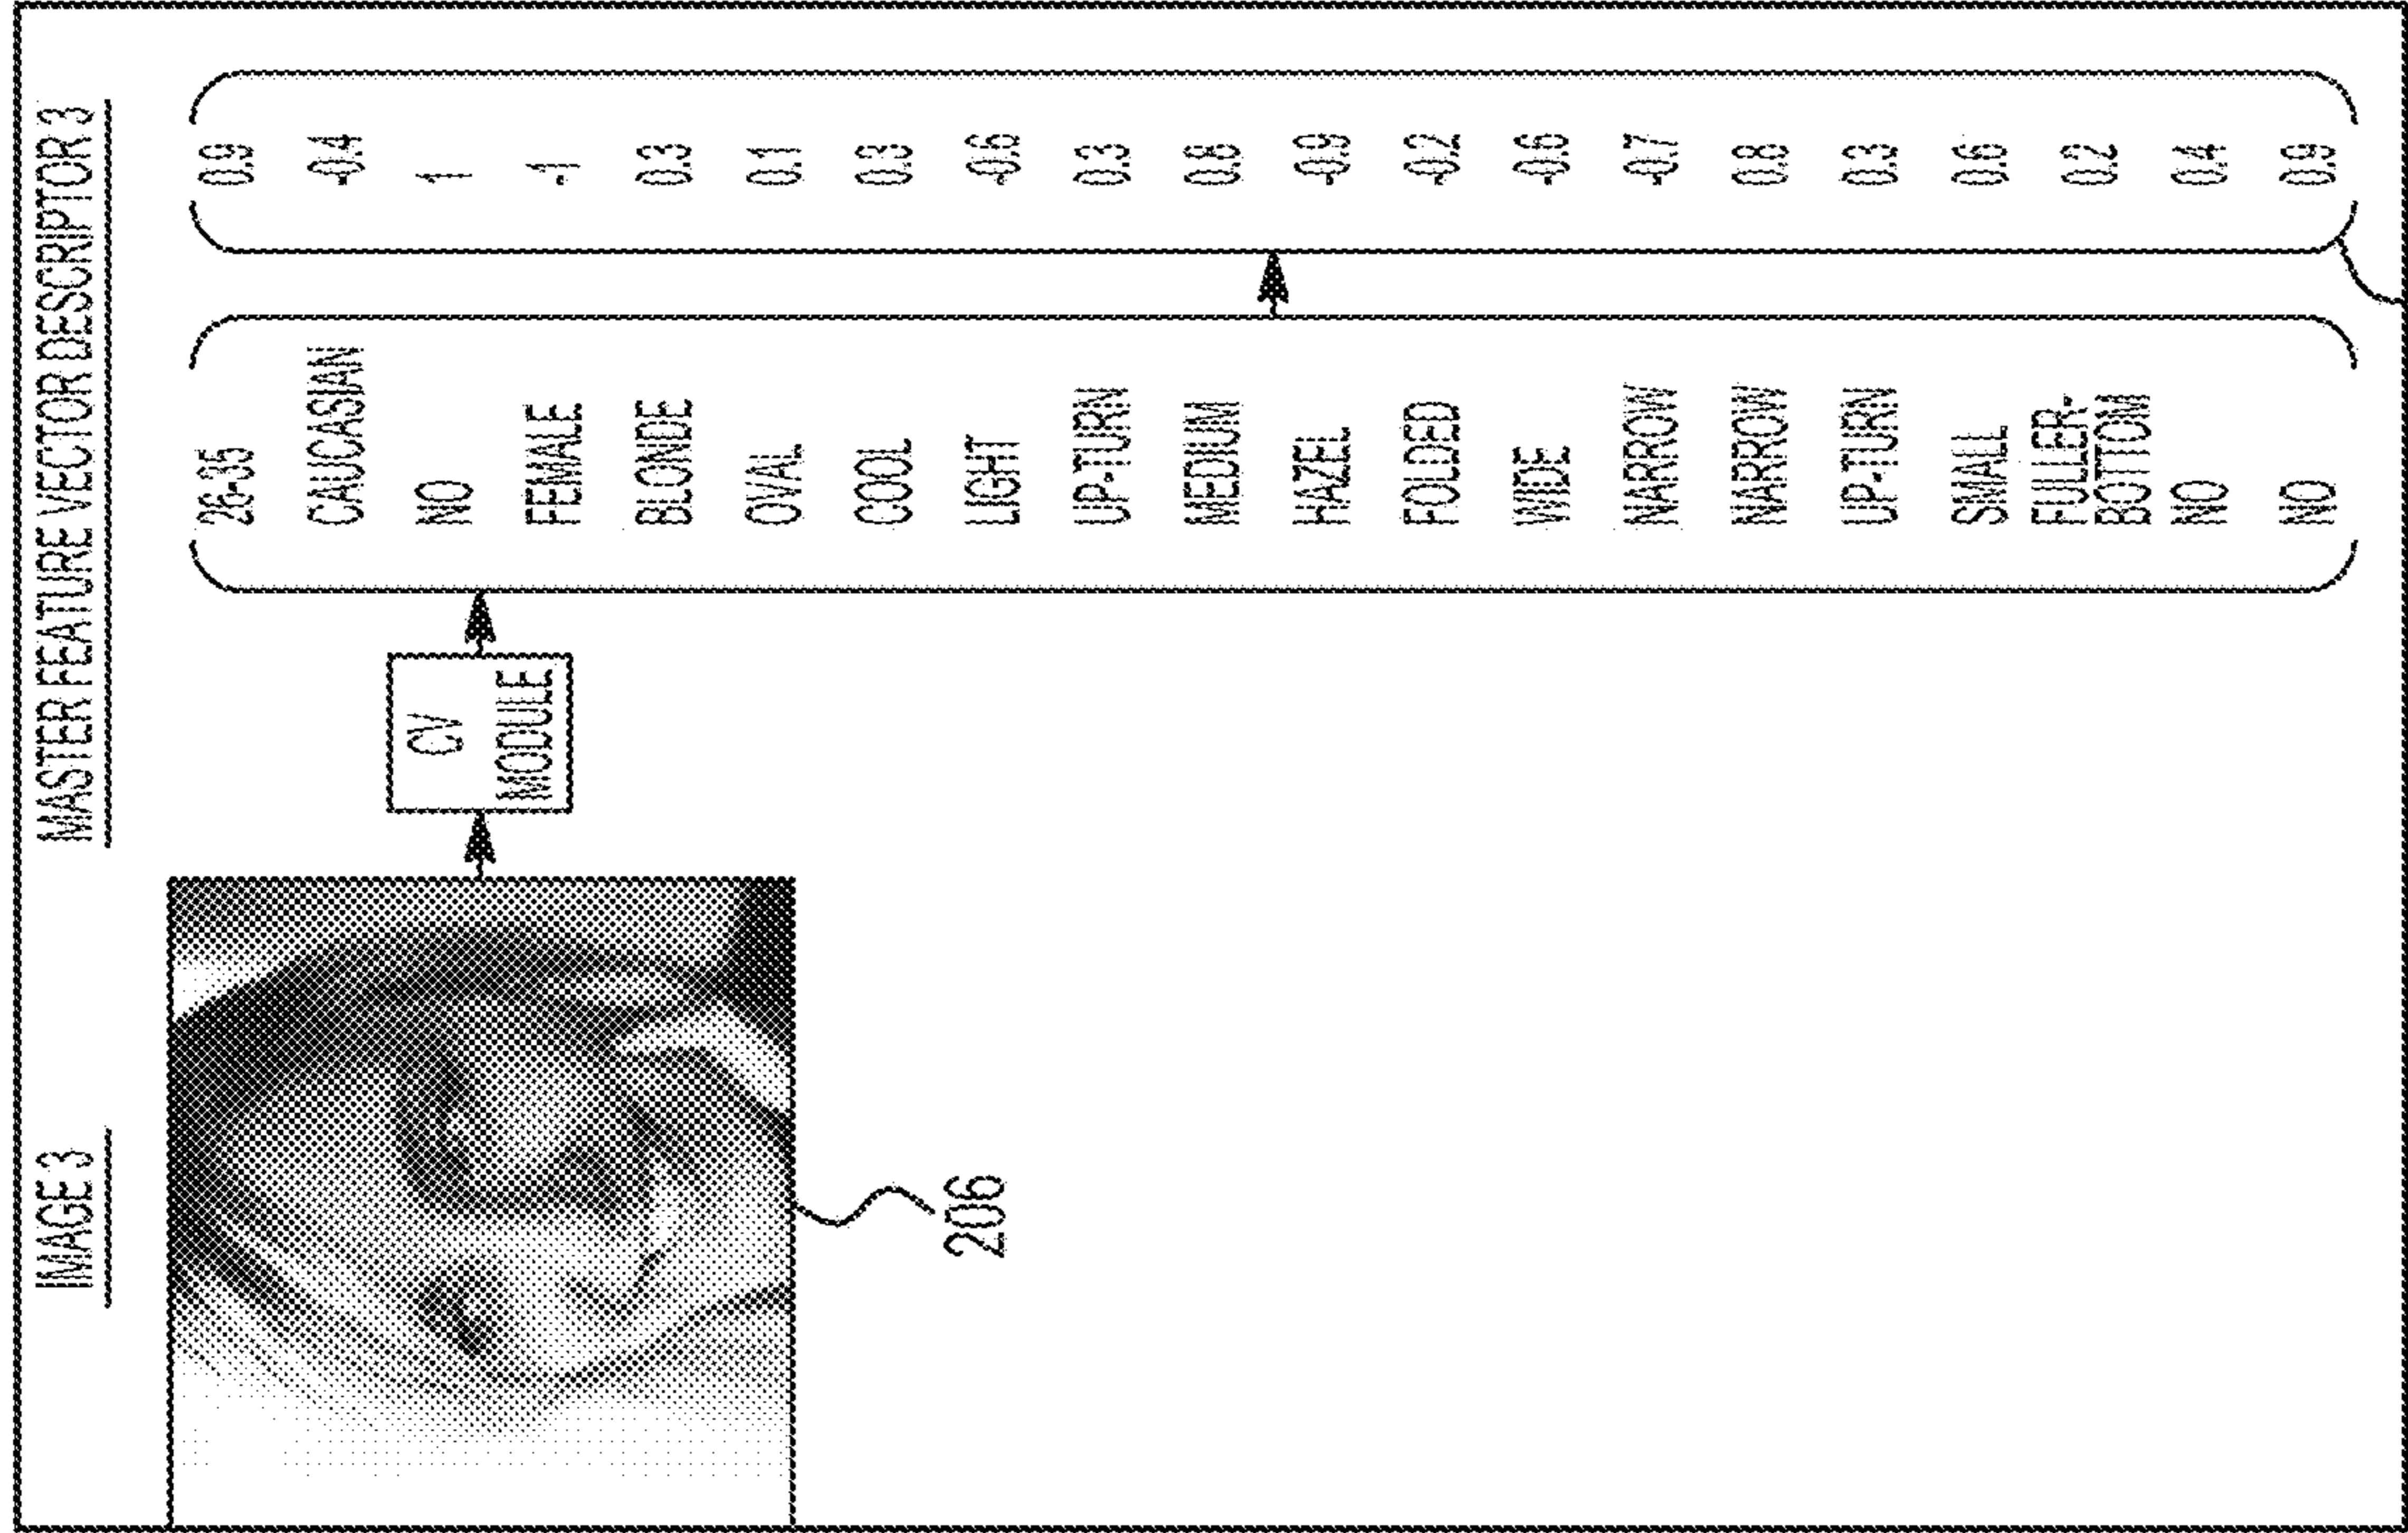 IMAGE 3
MASTER FEATURE VECTOR DESCRIPTOR 3
206
CV
MODULE
26-35
CAUCASIAN
NO
FEMALE
BLONDE
OVAL
COOL
LIGHT
UP-TURN
MEDIUM
HAZEL
FOLDED
WIDE
NARROW
NARROW
UP-TURN
SMALL
FULLER-
BOTTOM
NO
NO
0.9
-0.4
1
-1
0.3
0.1
0.3
-0.6
0.3
0.8
-0.9
-0.2
-0.6
-0.7
0.8
0.3
0.6
0.2
0.4
0.9